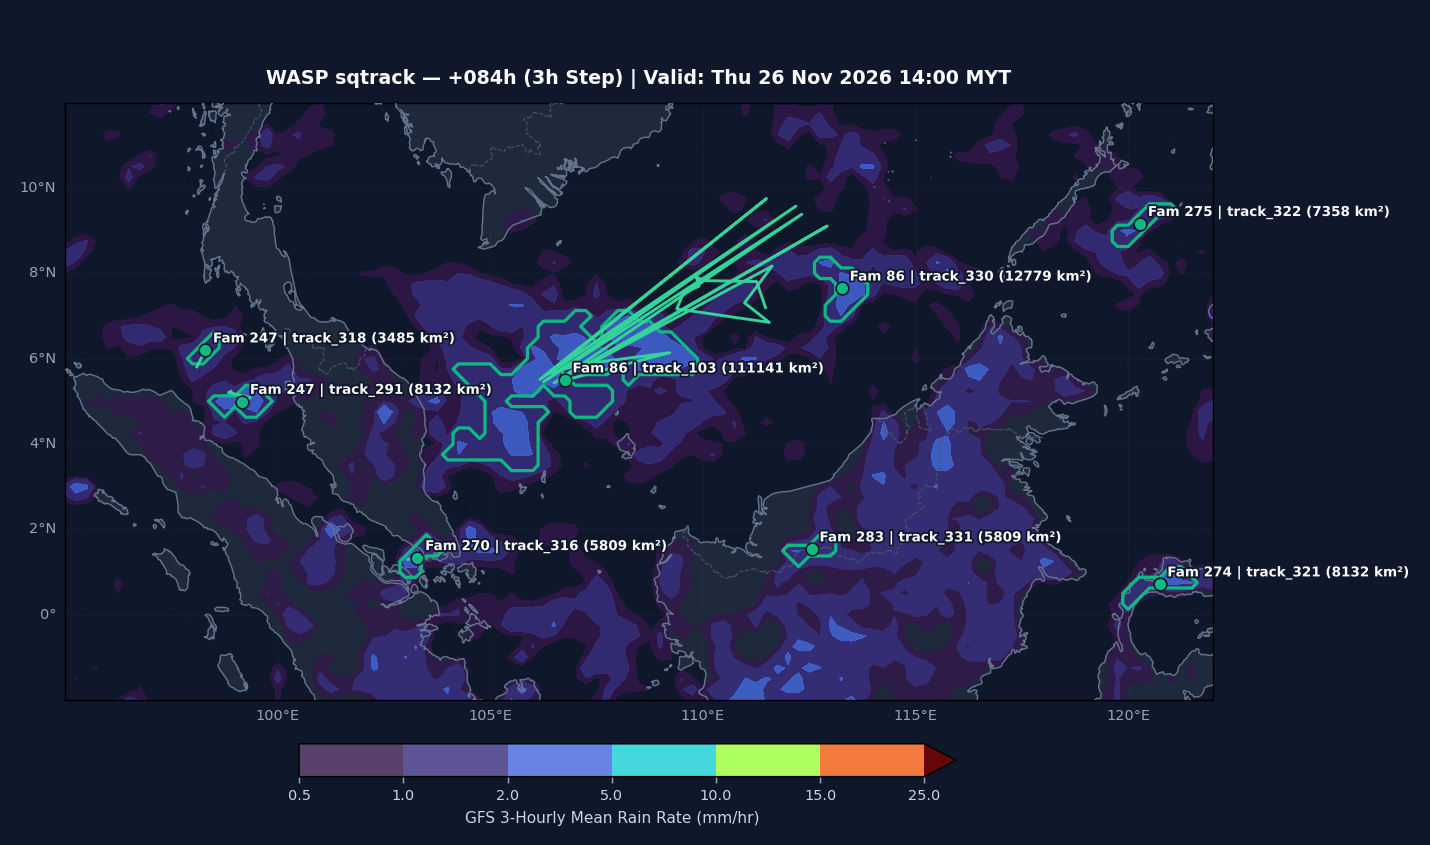 WASP sqtrack — +084h (3h Step) | Valid: Thu 26 Nov 2026 14:00 MYT
10°N
8°N
6°N
4°N
2°N
0°
Fam 275 | track_322 (7358 km²)
Fam 86 | track_330 (12779 km²)
Fam 247 | track_318 (3485 km²)
Fam 86 | track_103 (111141 km²)
Fam 247 | track_291 (8132 km²)
Fam 283 | track_331 (5809 km²)
Fam 270 | track_316 (5809 km²)
Fam 274 | track_321 (8132 km²)
100°E
105°E
110°E
115°E
120°E
0.5
1.0
2.0
5.0
10.0
15.0
25.0
GFS 3-Hourly Mean Rain Rate (mm/hr)